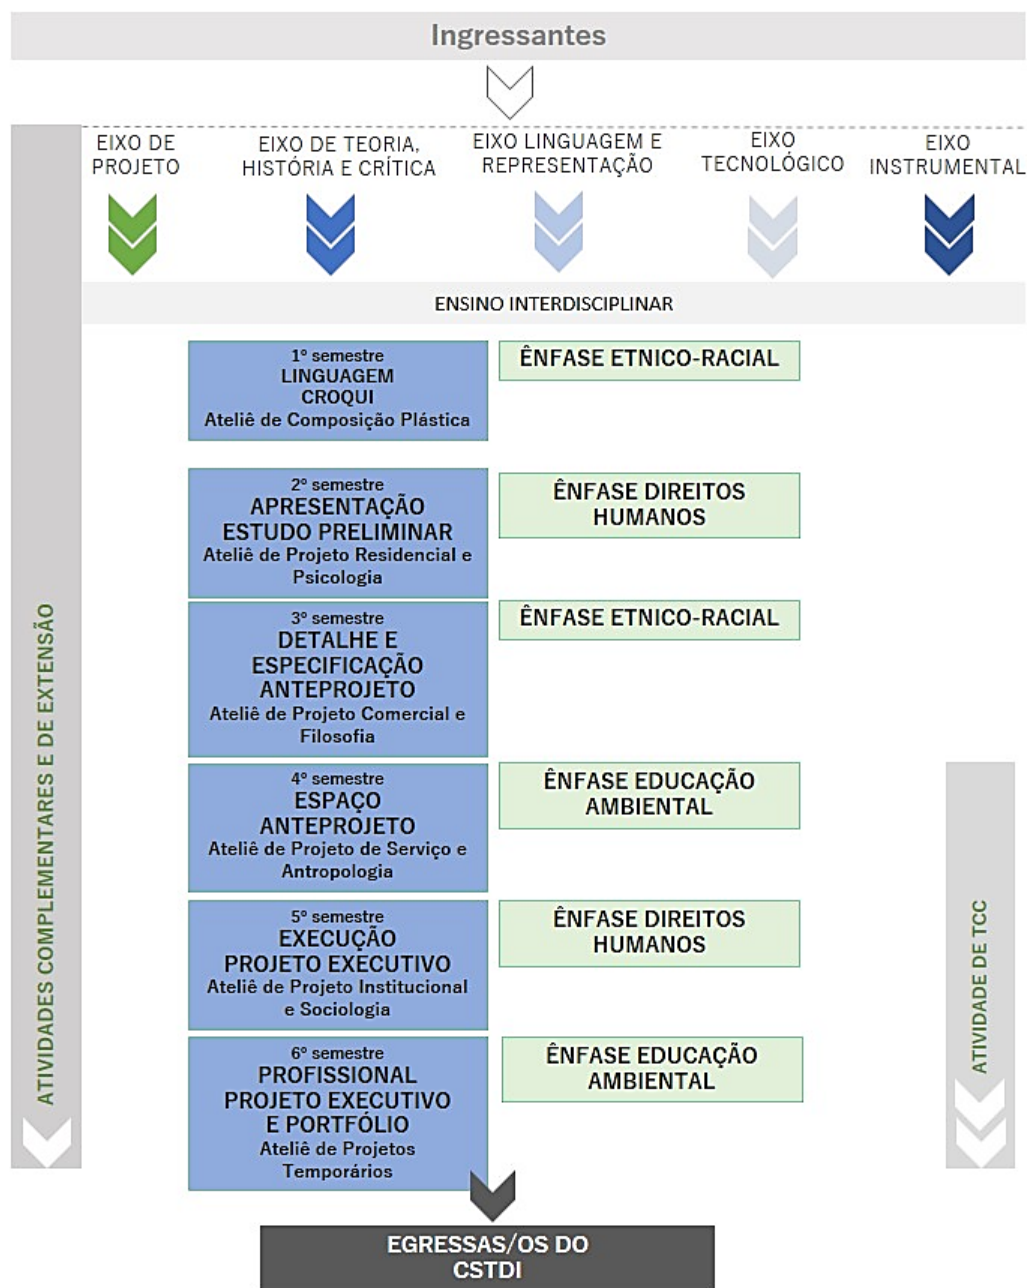 Ingressantes
EIXO DE
PROJETO
EIXO DE TEORIA,
HISTÓRIA E CRÍTICA
EIXO LINGUAGEM E
REPRESENTAÇÃO
EIXO
TECNOLÓGICO
EIXO
INSTRUMENTAL
ENSINO INTERDISCIPLINAR
1º semestre
LINGUAGEM
CROQUI
Ateliê de Composição Plástica
ÊNFASE ETNICO-RACIAL
2º semestre
APRESENTAÇÃO
ESTUDO PRELIMINAR
Ateliê de Projeto Residencial e
Psicologia
ÊNFASE DIREITOS
HUMANOS
3º semestre
DETALHE E
ESPECIFICAÇÃO
ANTEPROJETO
Ateliê de Projeto Comercial e
Filosofia
ÊNFASE ETNICO-RACIAL
4º semestre
ESPAÇO
ANTEPROJETO
Ateliê de Projeto de Serviço e
Antropologia
ÊNFASE EDUCAÇÃO
AMBIENTAL
5º semestre
EXECUÇÃO
PROJETO EXECUTIVO
Ateliê de Projeto Institucional
e Sociologia
ÊNFASE DIREITOS
HUMANOS
6º semestre
PROFISSIONAL
PROJETO EXECUTIVO
E PORTFÓLIO
Ateliê de Projetos
Temporários
ÊNFASE EDUCAÇÃO
AMBIENTAL
ATIVIDADES COMPLEMENTARES E DE EXTENSÃO
ATIVIDADE DE TCC
EGRESSAS/OS DO
CSTDI